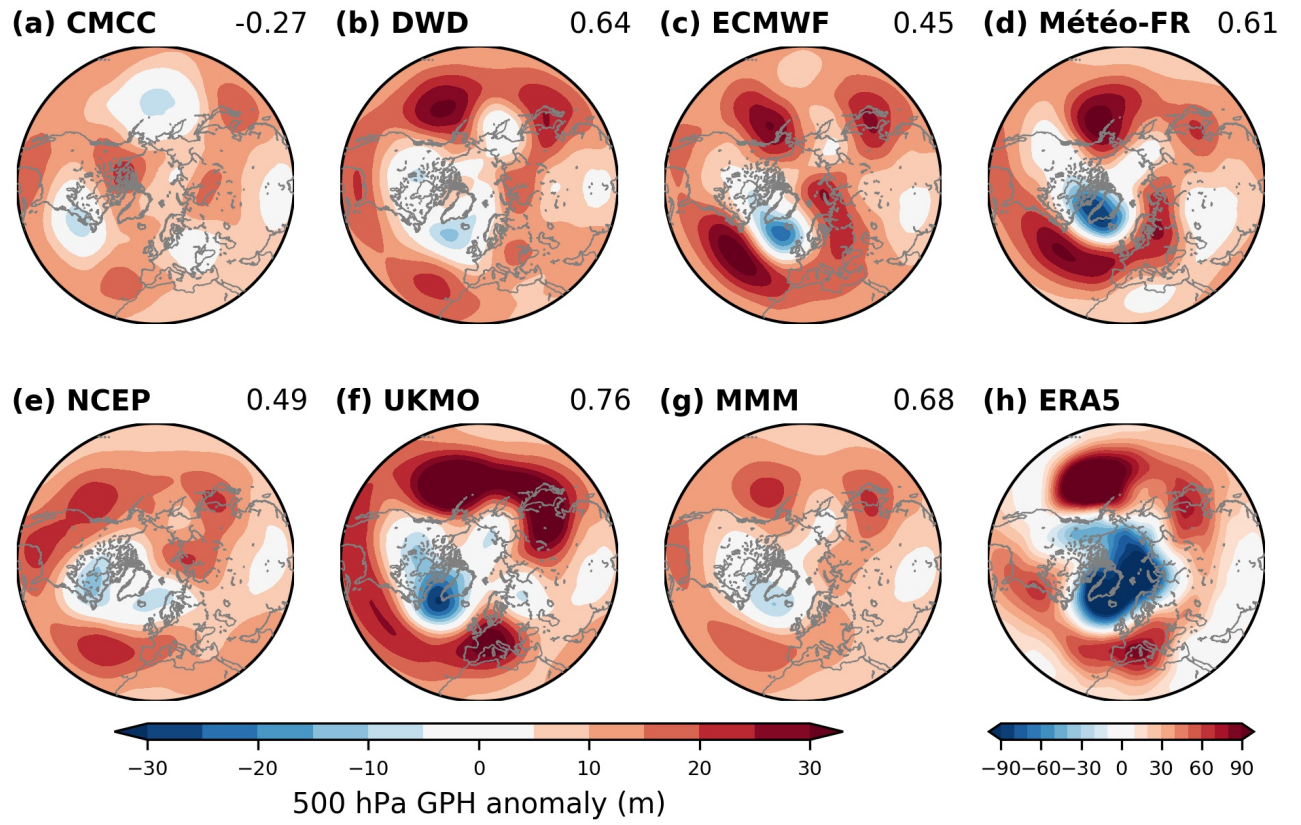 (a) CMCC -0.27 (b) DWD 0.64 (c) ECMWF 0.45 (d) Météo-FR 0.61
(e) NCEP 0.49 (f) UKMO 0.76 (g) MMM 0.68 (h) ERA5
−30 −20 −10 0 10 20 30 −90−60−30 0 30 60 90
500 hPa GPH anomaly (m)